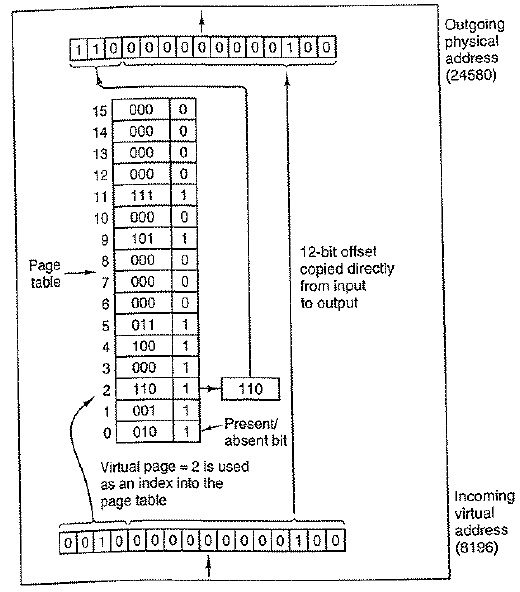 Outgoing
physical
address
(24580)
1 1 0 0 0 0 0 0 0 0 0 0 1 0 0
15 000 0
14 000 0
13 000 0
12 000 0
11 111 1
10 000 0
9 101 1
8 000 0
7 000 0
6 000 0
5 011 1
4 100 1
3 000 1
2 110 1
1 001 1
0 010 1
Page
table
110
12-bit offset
copied directly
from input
to output
Present/
absent bit
Virtual page = 2 is used
as an index into the
page table
Incoming
virtual
address
(8196)
0 0 1 0 0 0 0 0 0 0 0 0 0 1 0 0